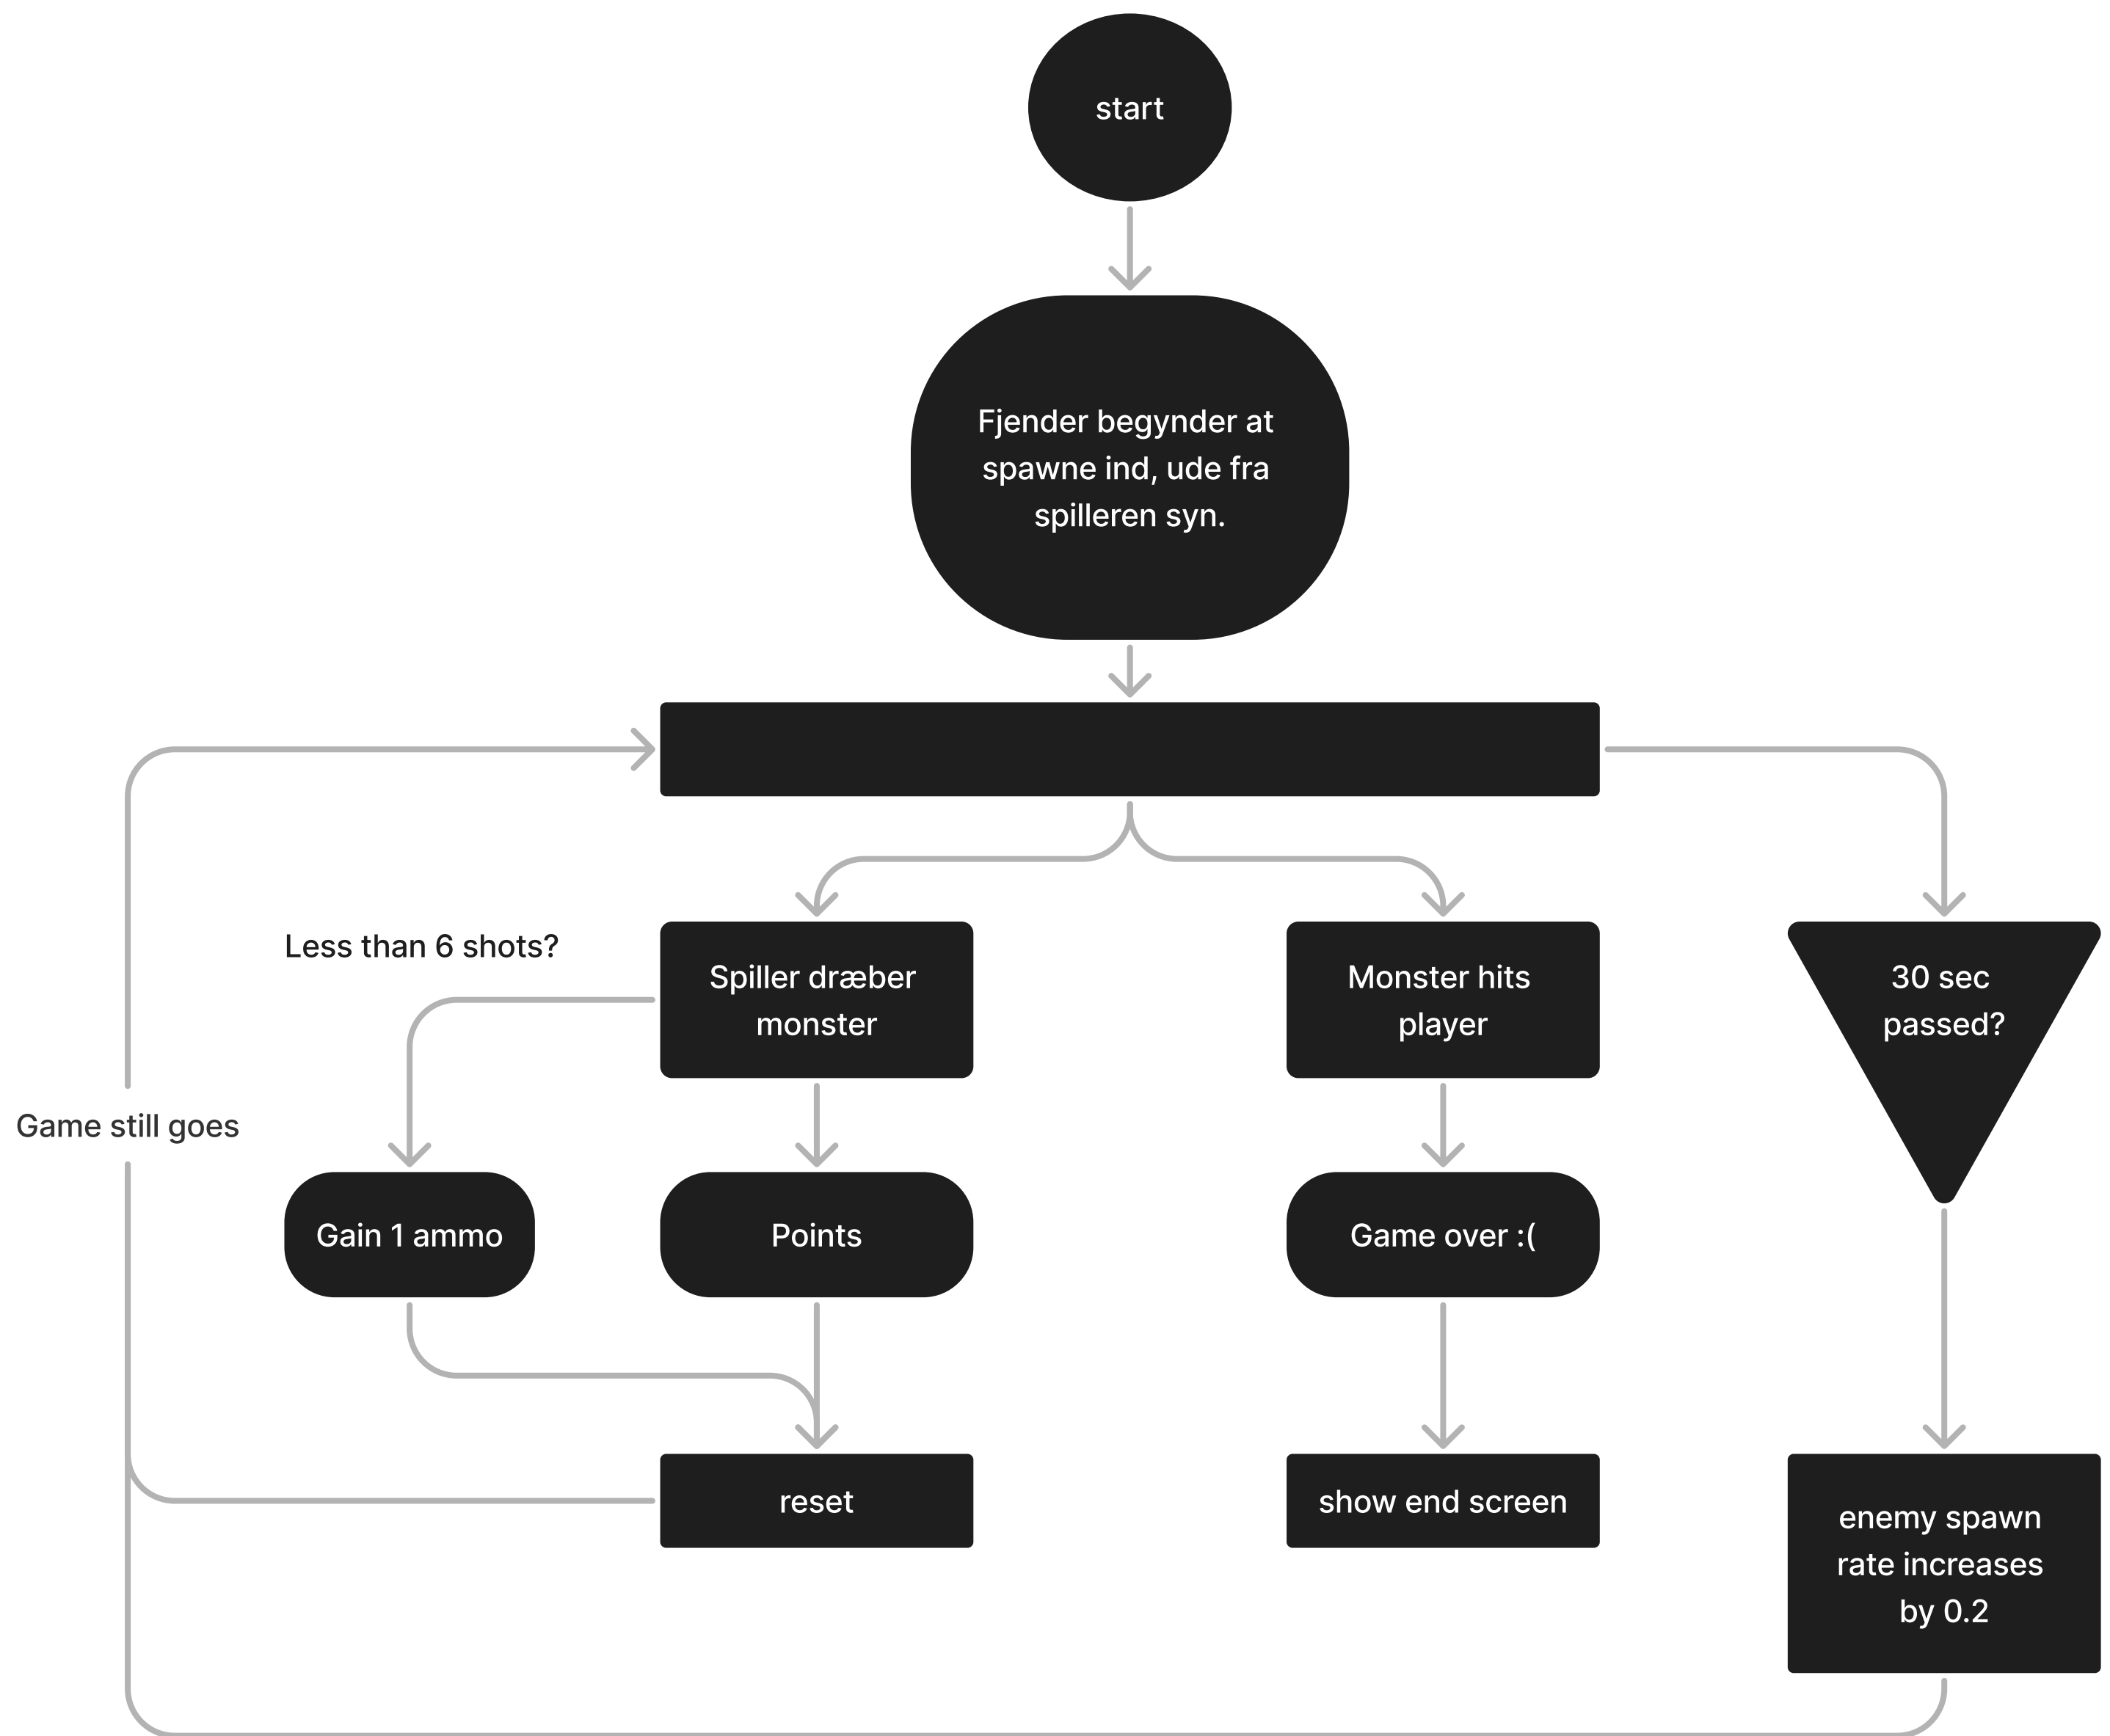 start
Fjender begynder at
spawne ind, ude fra
spilleren syn.
Less than 6 shots?
Spiller dræber
monster
Monster hits
player
30 sec
passed?
Game still goes
Gain 1 ammo
Points
Game over :(
reset
show end screen
enemy spawn
rate increases
by 0.2